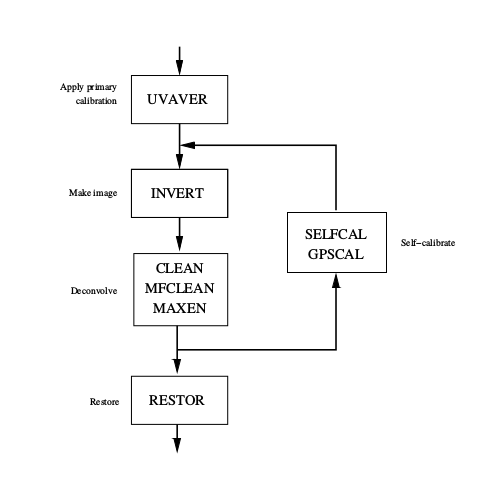 Apply primary
calibration
UVAVER
Make image
INVERT
SELFCAL
GPSCAL
Self-calibrate
Deconvolve
CLEAN
MFCLEAN
MAXEN
Restore
RESTOR